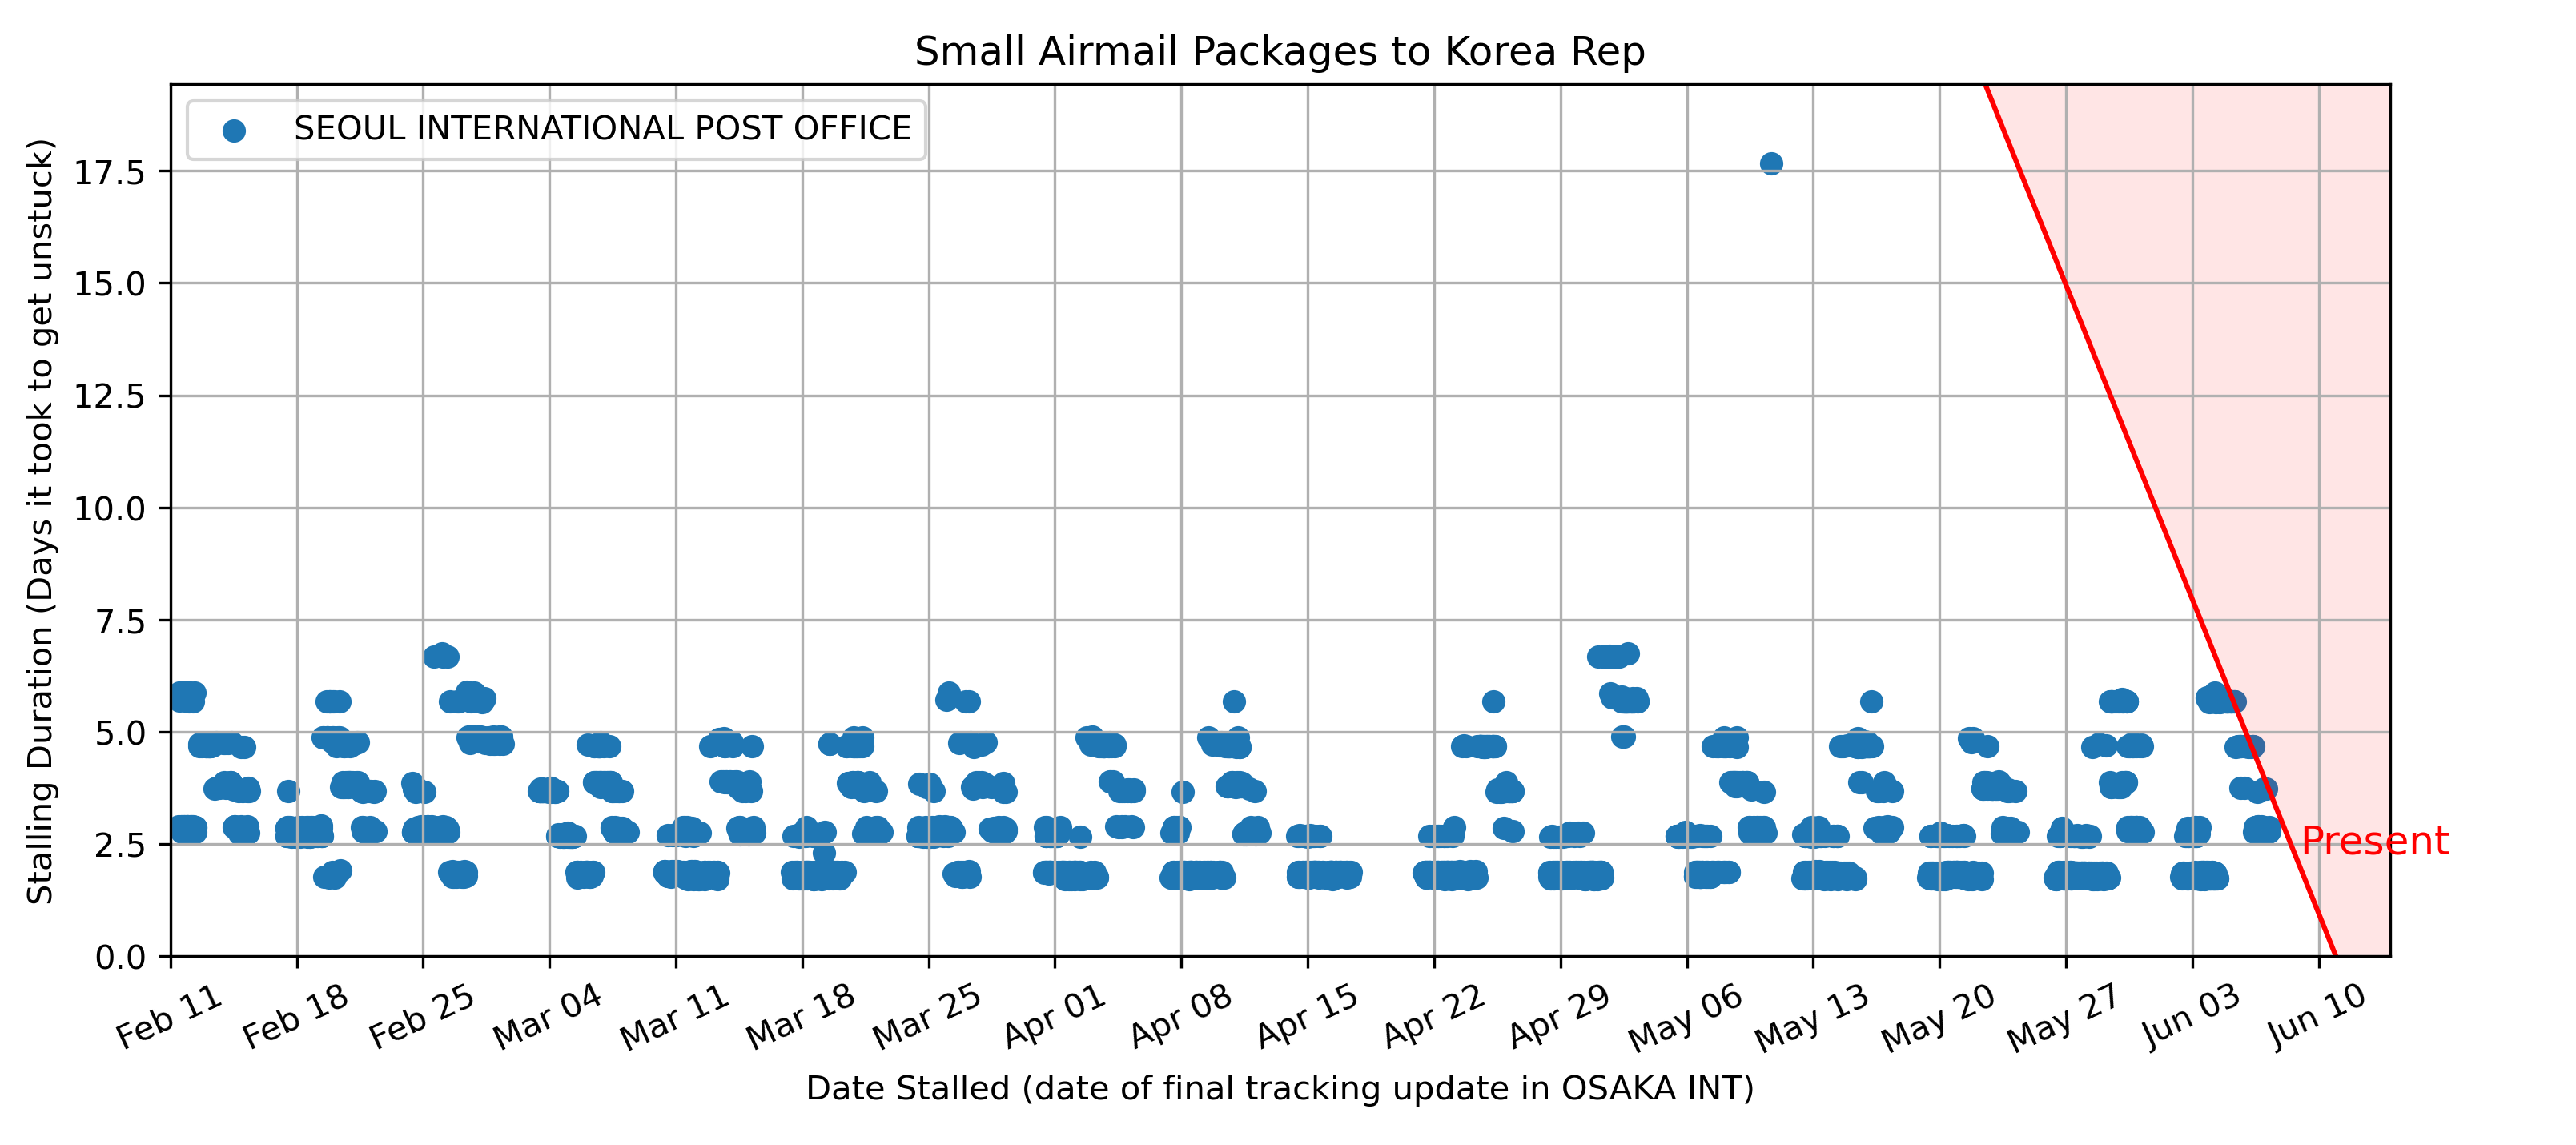 Small Airmail Packages to Korea Rep
SEOUL INTERNATIONAL POST OFFICE
Stalling Duration (Days it took to get unstuck)
17.5
15.0
12.5
10.0
7.5
5.0
2.5
0.0
Present
Feb 11 Feb 18 Feb 25 Mar 04 Mar 11 Mar 18 Mar 25 Apr 01 Apr 08 Apr 15 Apr 22 Apr 29 May 06 May 13 May 20 May 27 Jun 03 Jun 10
Date Stalled (date of final tracking update in OSAKA INT)